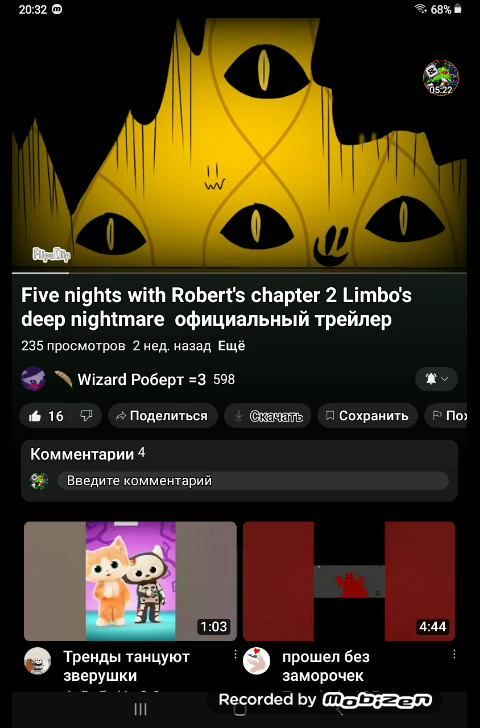 20:32
68%
05:22
FlipaClip
Five nights with Robert's chapter 2 Limbo's
deep nightmare официальный трейлер
235 просмотров 2 нед. назад Ещё
Wizard Роберт =3 598
16 Поделиться Скачать Сохранить Пох
Комментарии 4
Введите комментарий
1:03 4:44
Тренды танцуют
зверушки
прошел без
заморочек
Recorded by Mobizen